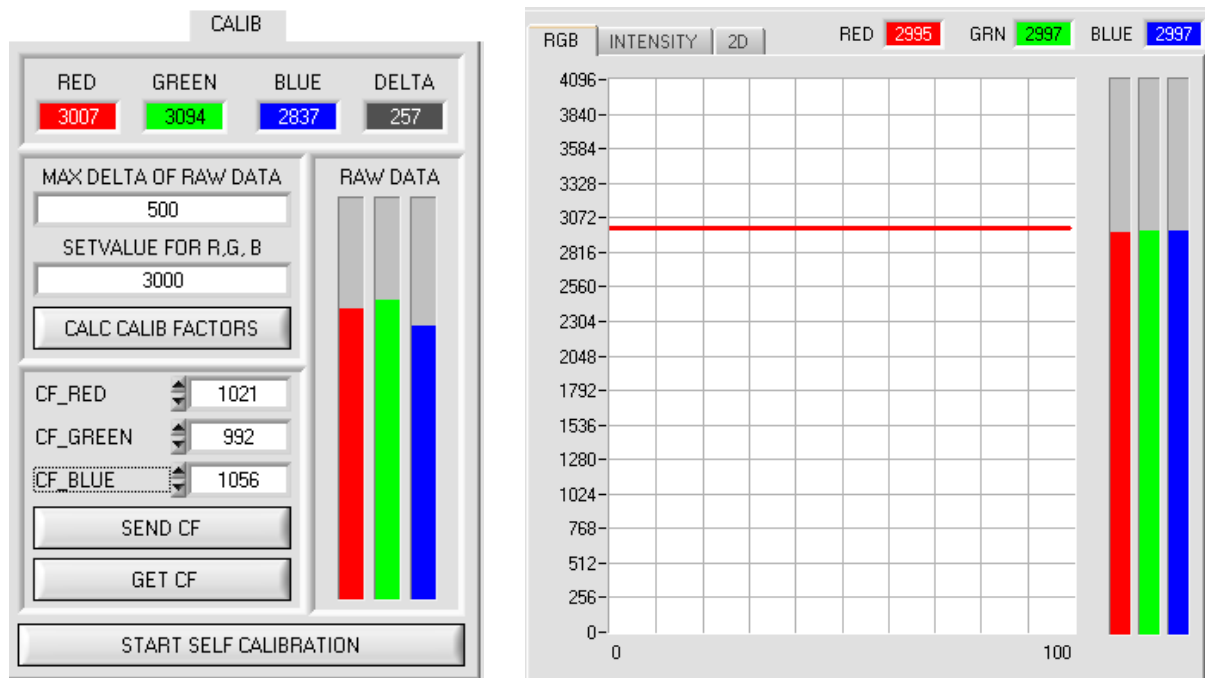 CALIB
RED GREEN BLUE DELTA
3007 3094 2837 257
MAX DELTA OF RAW DATA
500
SETVALUE FOR R,G, B
3000
CALC CALIB FACTORS
RAW DATA
CF_RED 1021
CF_GREEN 992
CF_BLUE 1056
SEND CF
GET CF
START SELF CALIBRATION
RGB INTENSITY 2D RED 2995 GRN 2997 BLUE 2997
4096
3840
3584
3328
3072
2816
2560
2304
2048
1792
1536
1280
1024
768
512
256
0
0 100